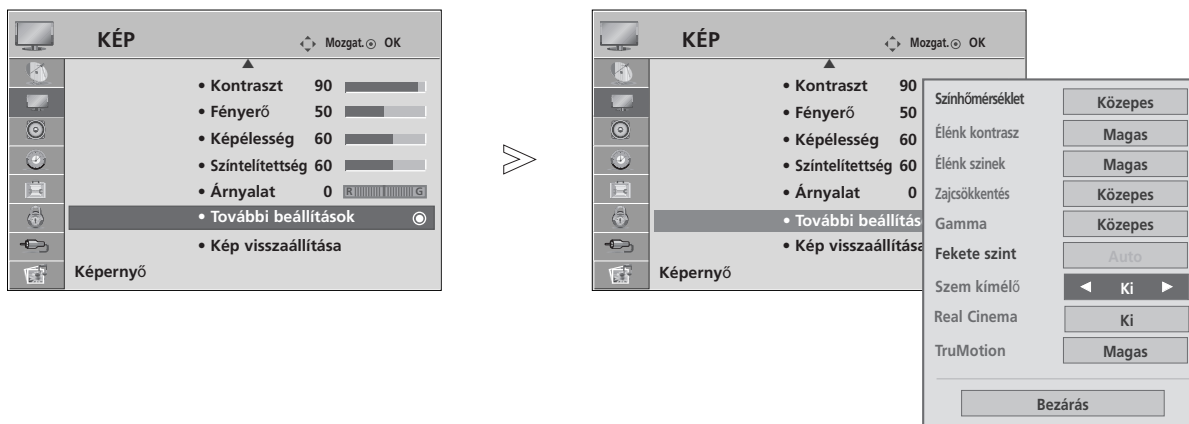 KÉP
Mozgat. OK
• Kontraszt 90
• Fényerő 50
• Képélesség 60
• Színtelítettség 60
• Árnyalat 0 R G
• További beállítások
• Kép visszaállítása
Képernyő
KÉP
Mozgat. OK
• Kontraszt 90
• Fényerő 50
• Képélesség 60
• Színtelítettség 60
• Árnyalat 0
• További beállítás
• Kép visszaállítása
Képernyő
Színhőmérséklet Közepes
Élénk kontrasz Magas
Élénk szinek Magas
Zajcsökkentés Közepes
Gamma Közepes
Fekete szint Auto
Szem kímélő ◄ Ki ►
Real Cinema Ki
TruMotion Magas
Bezárás